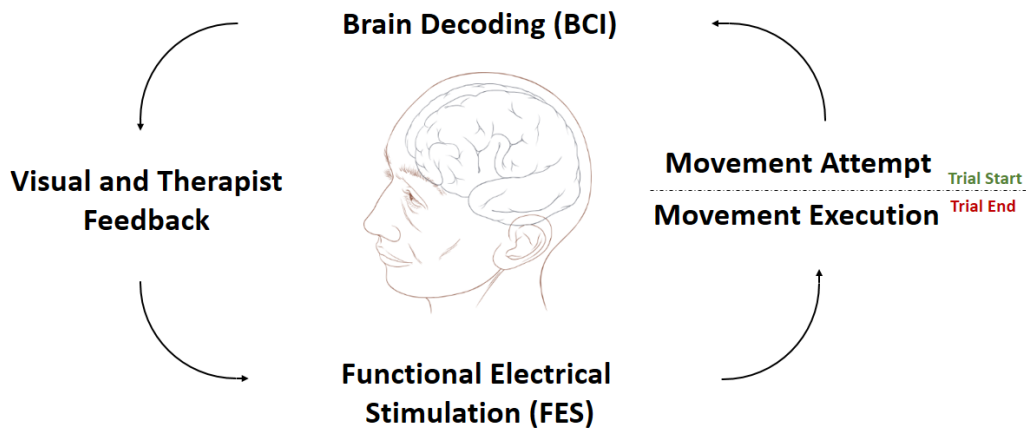 Brain Decoding (BCI)
Visual and Therapist
Feedback
Movement Attempt
Trial Start
Movement Execution
Trial End
Functional Electrical
Stimulation (FES)